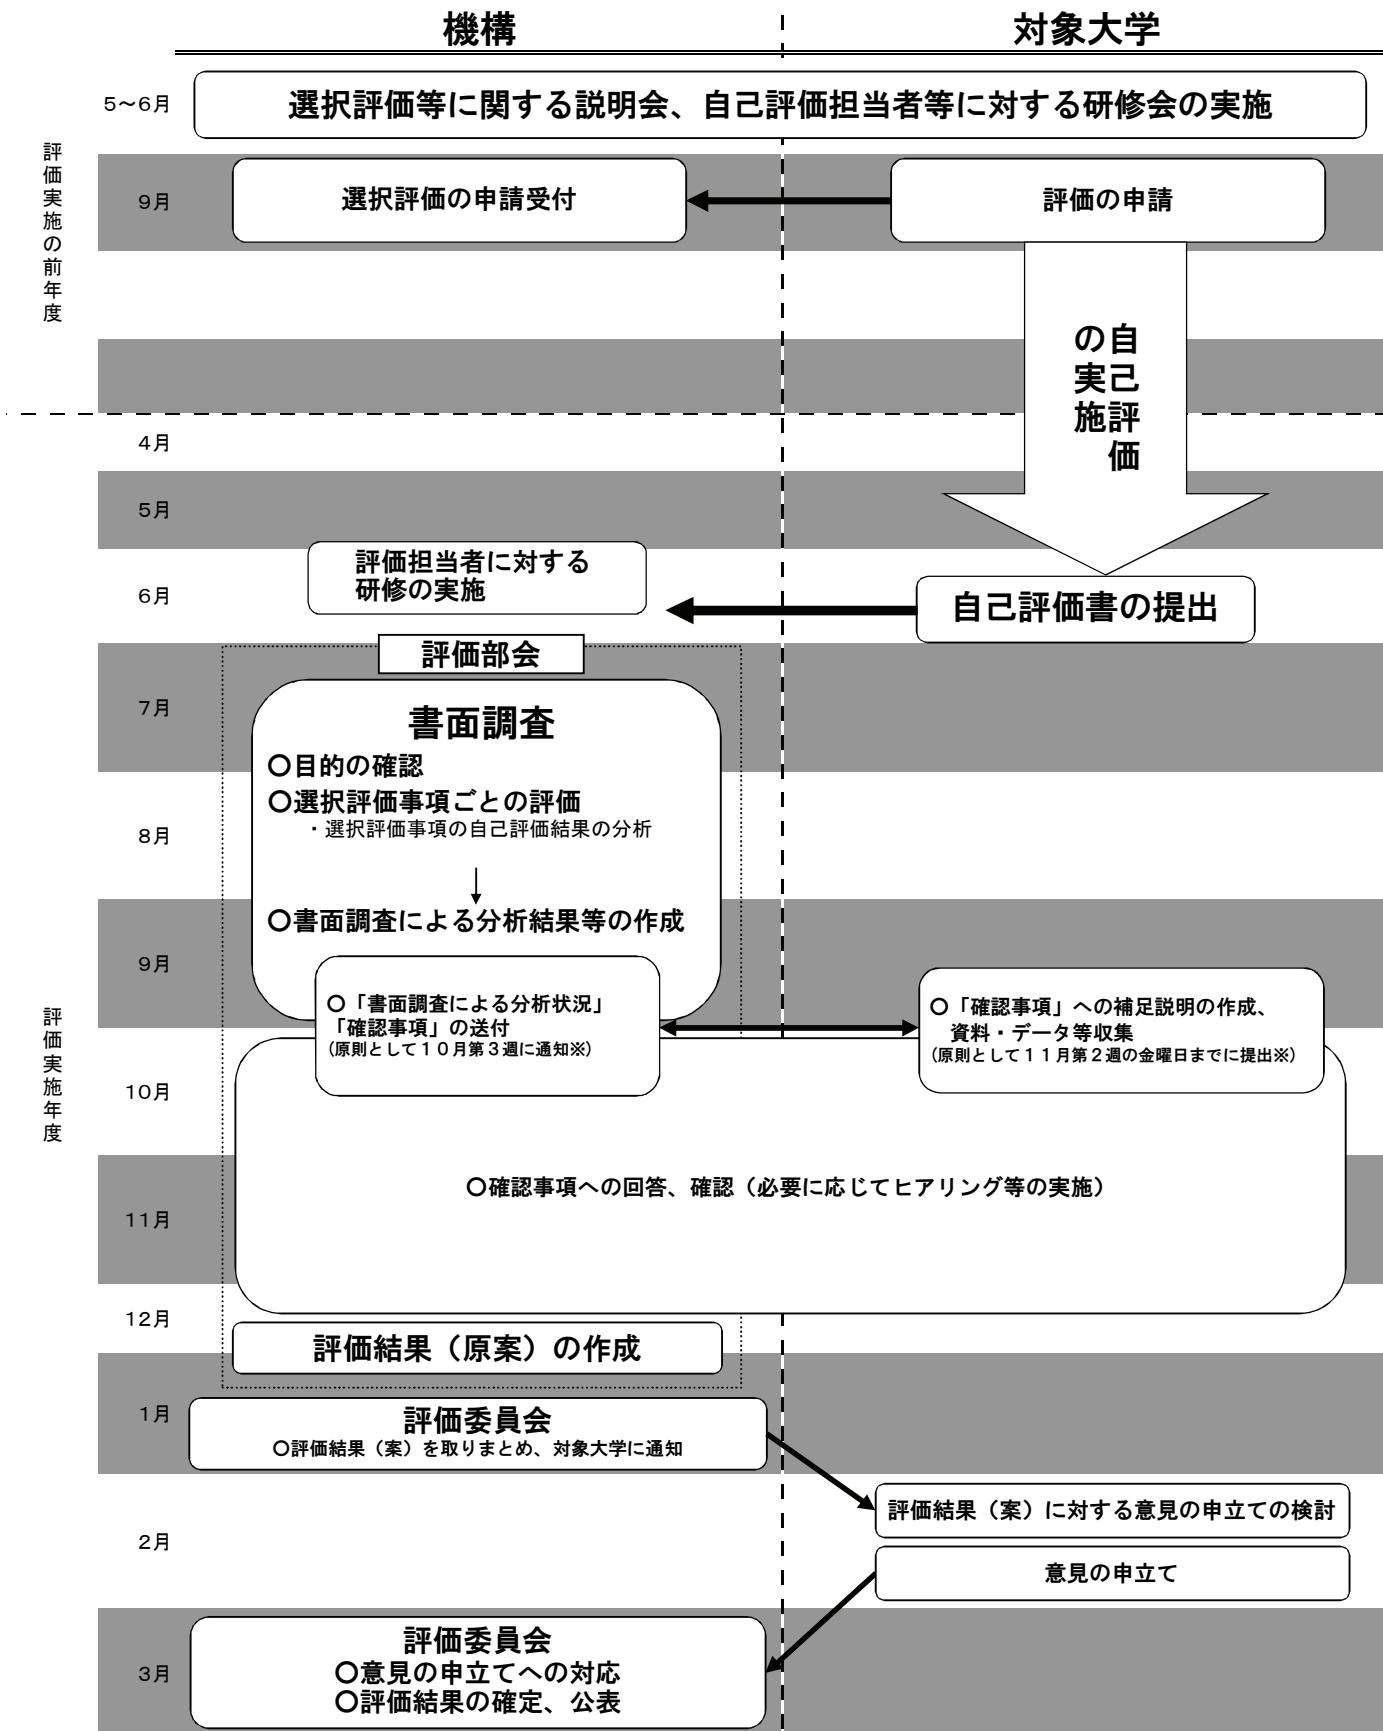 機構
対象大学
5～6月
選択評価等に関する説明会、自己評価担当者等に対する研修会の実施
評価実施の前年度
9月
選択評価の申請受付
評価の申請
自己評価
の実施
4月
5月
6月
評価担当者に対する
研修の実施
自己評価書の提出
評価部会
7月
書面調査
○目的の確認
○選択評価事項ごとの評価
・選択評価事項の自己評価結果の分析
8月
○書面調査による分析結果等の作成
9月
○「書面調査による分析状況」
「確認事項」の送付
(原則として１０月第３週に通知※)
○「確認事項」への補足説明の作成、
資料・データ等収集
(原則として１１月第２週の金曜日までに提出※)
評価実施年度
10月
○確認事項への回答、確認（必要に応じてヒアリング等の実施）
11月
12月
評価結果（原案）の作成
1月
評価委員会
○評価結果（案）を取りまとめ、対象大学に通知
評価結果（案）に対する意見の申立ての検討
2月
意見の申立て
3月
評価委員会
○意見の申立てへの対応
○評価結果の確定、公表